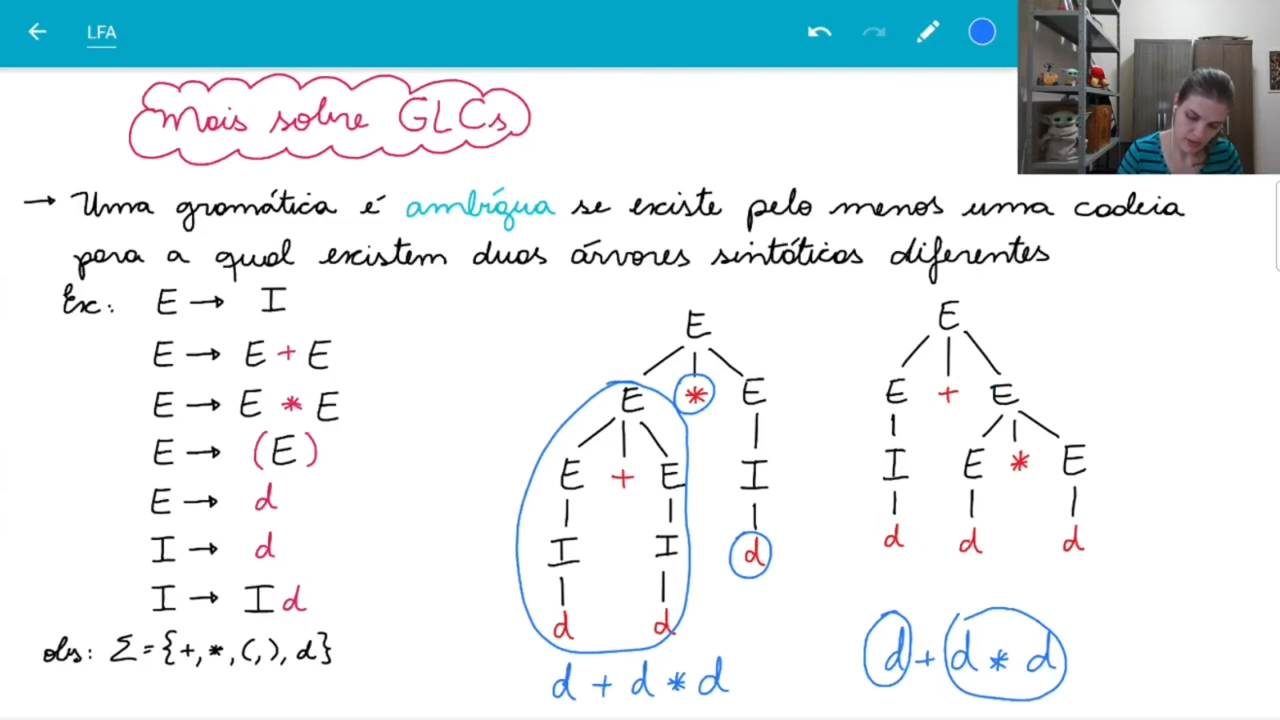 LFA
Mais sobre GLCs
→ Uma gramática é ambígua se existe pelo menos uma cadeia
para a qual existem duas árvores sintáticas diferentes
Ex: E → I
E → E + E
E → E * E
E → (E)
E → d
I → d
I → I d
obs: Σ = {+, *, (, ), d}
E
E * E
E + E I
I I d
d d
d + d * d
E
E + E
I E * E
d d d
d + d * d